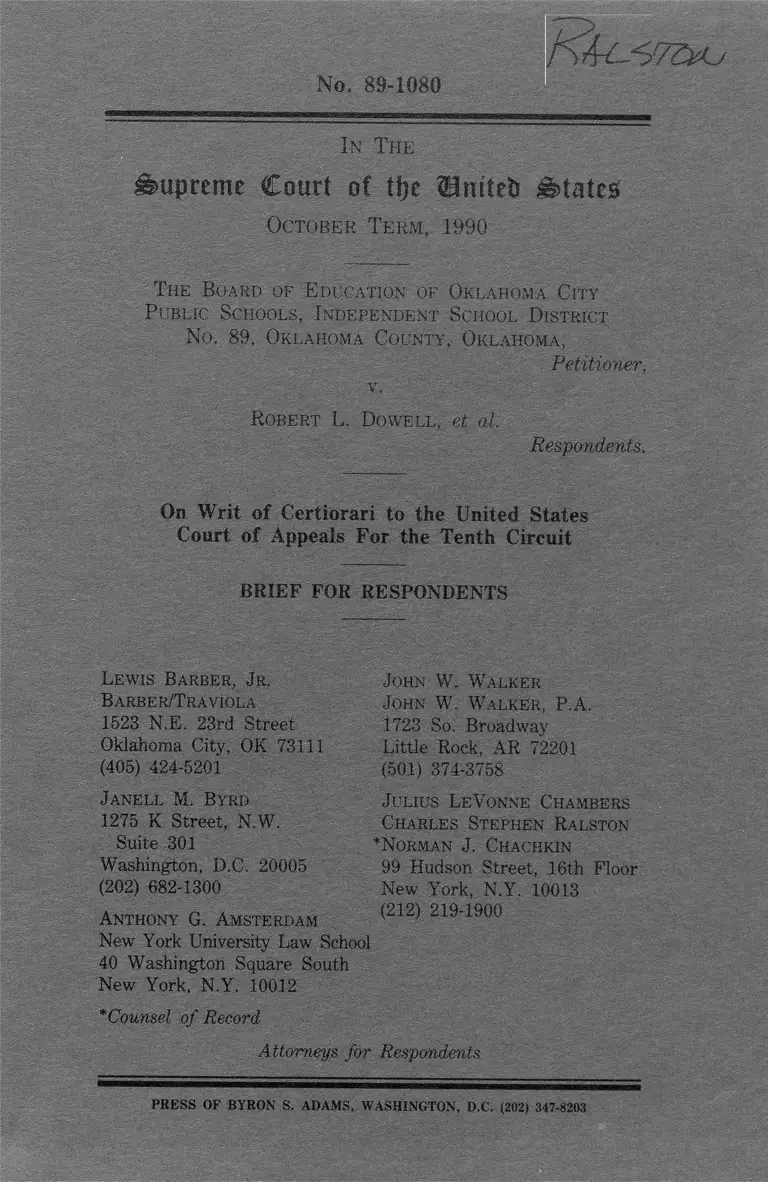 RALSTON
No. 89-1080
IN THE
Supreme Court of the United States
OCTOBER TERM, 1990
THE BOARD OF EDUCATION OF OKLAHOMA CITY
PUBLIC SCHOOLS, INDEPENDENT SCHOOL DISTRICT
NO. 89, OKLAHOMA COUNTY, OKLAHOMA,
Petitioner,
v.
ROBERT L. DOWELL, et al.
Respondents.
On Writ of Certiorari to the United States
Court of Appeals For the Tenth Circuit
BRIEF FOR RESPONDENTS
LEWIS BARBER, JR.
BARBER/TRAVIOLA
1523 N.E. 23rd Street
Oklahoma City, OK 73111
(405) 424-5201
JANELL M. BYRD
1275 K Street, N.W.
Suite 301
Washington, D.C. 20005
(202) 682-1300
ANTHONY G. AMSTERDAM
New York University Law School
40 Washington Square South
New York, N.Y. 10012
*Counsel of Record
JOHN W. WALKER
JOHN W. WALKER, P.A.
1723 So. Broadway
Little Rock, AR 72201
(501) 374-3758
JULIUS LEVONNE CHAMBERS
CHARLES STEPHEN RALSTON
*NORMAN J. CHACHKIN
99 Hudson Street, 16th Floor
New York, N.Y. 10013
(212) 219-1900
Attorneys for Respondents
PRESS OF BYRON S. ADAMS, WASHINGTON, D.C. (202) 347-8203